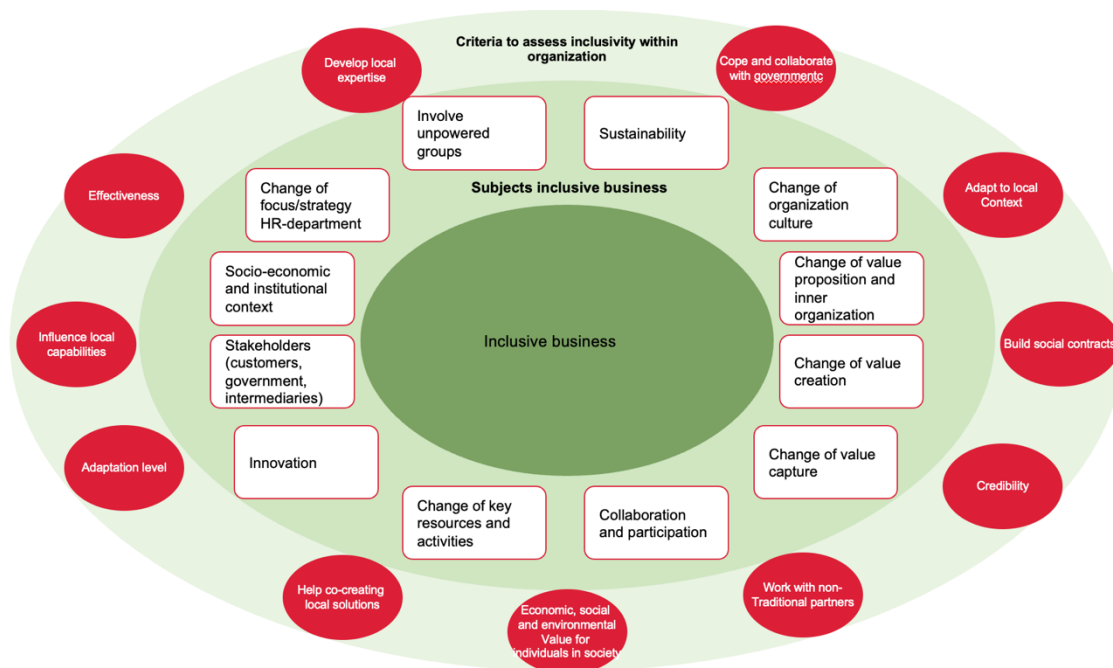 Criteria to assess inclusivity within
organization
Develop local
expertise
Cope and collaborate
with governmentc
Involve
unpowered
groups
Sustainability
Effectiveness
Change of
focus/strategy
HR-department
Subjects inclusive business
Change of
organization
culture
Adapt to local
Context
Socio-economic
and institutional
context
Change of value
proposition and
inner
organization
Influence local
capabilities
Stakeholders
(customers,
government,
intermediaries)
Inclusive business
Change of value
creation
Build social contracts
Adaptation level
Innovation
Change of value
capture
Credibility
Change of key
resources and
activities
Collaboration
and participation
Help co-creating
local solutions
Economic, social
and environmental
Value for
individuals in society
Work with non-
Traditional partners